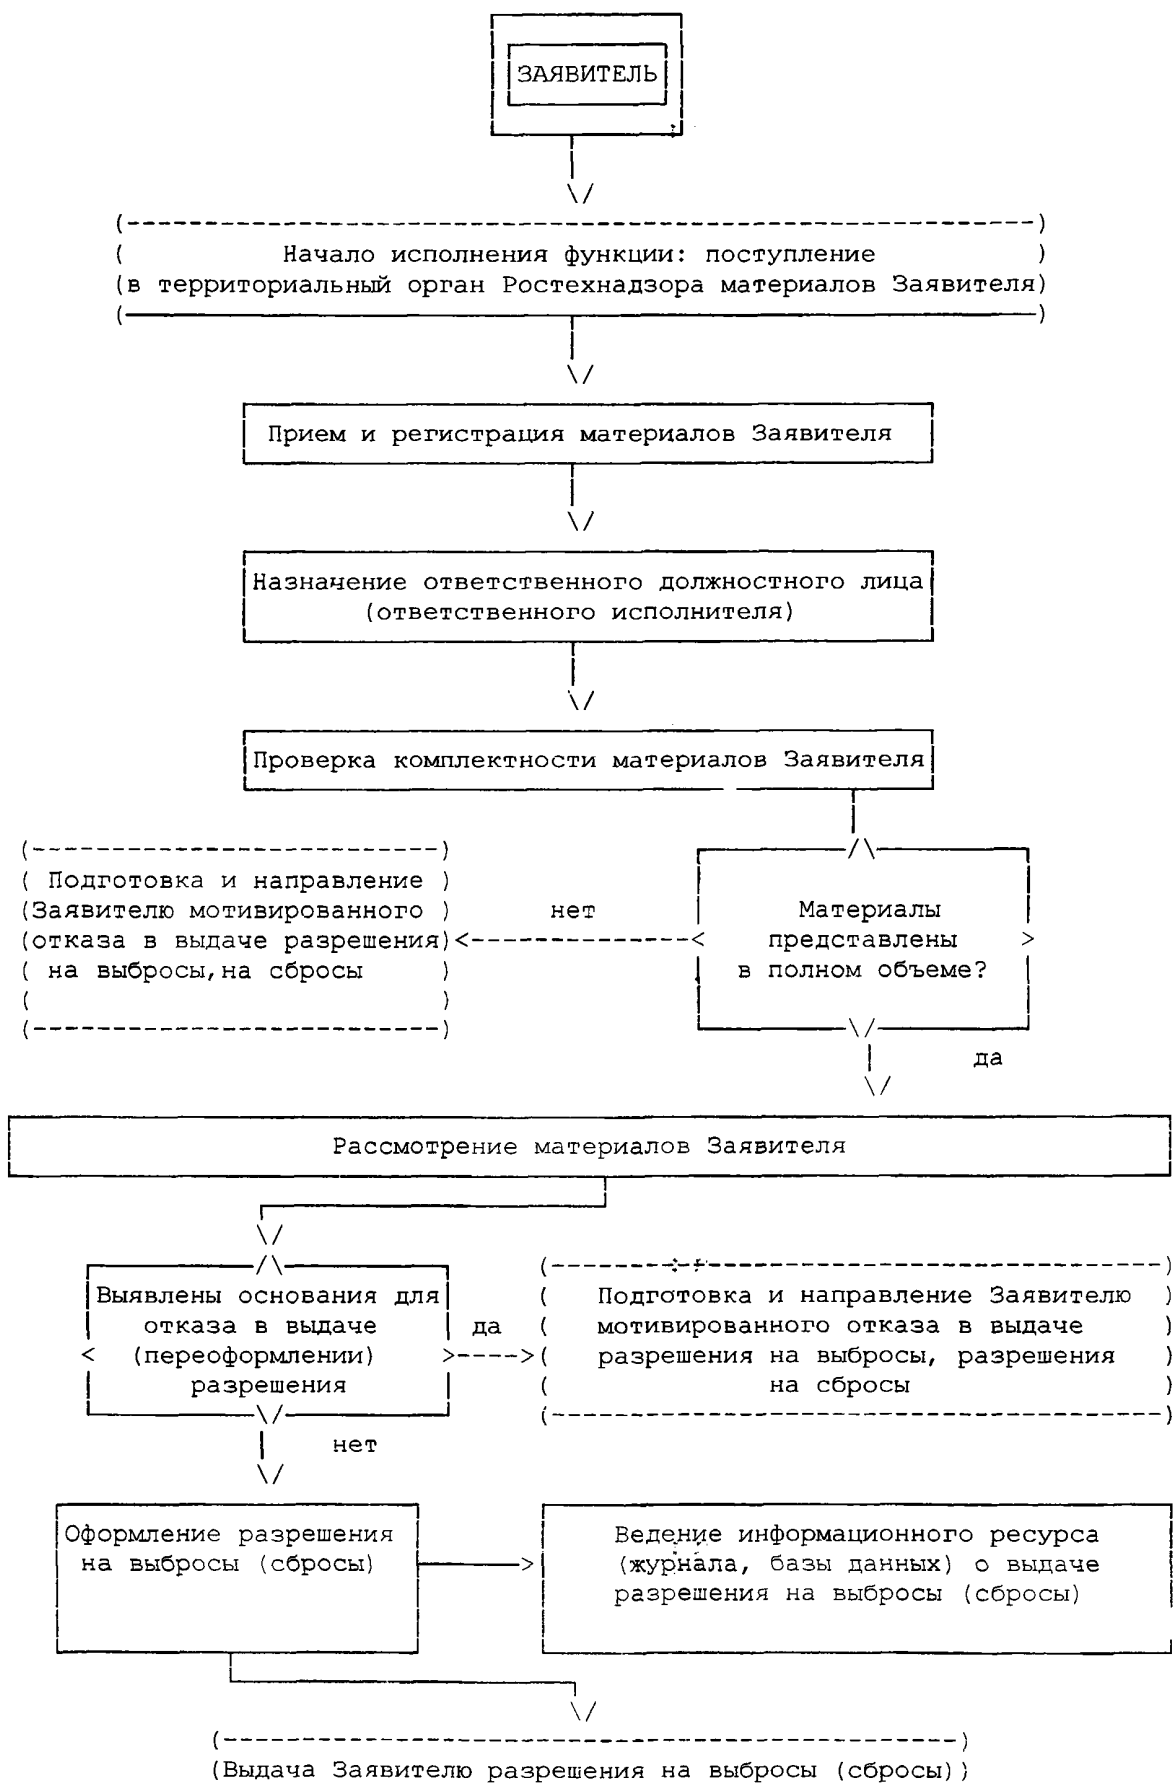 ЗАЯВИТЕЛЬ
Начало исполнения функции: поступление
в территориальный орган Ростехнадзора материалов Заявителя
Прием и регистрация материалов Заявителя
Назначение ответственного должностного лица
(ответственного исполнителя)
Проверка комплектности материалов Заявителя
Подготовка и направление
Заявителю мотивированного
отказа в выдаче разрешения
на выбросы, на сбросы
нет
Материалы
представлены
в полном объеме?
да
Рассмотрение материалов Заявителя
Выявлены основания для
отказа в выдаче
(переоформлении)
разрешения
да
Подготовка и направление Заявителю
мотивированного отказа в выдаче
разрешения на выбросы, разрешения
на сбросы
нет
Оформление разрешения
на выбросы (сбросы)
Ведение информационного ресурса
(журнала, базы данных) о выдаче
разрешения на выбросы (сбросы)
(Выдача Заявителю разрешения на выбросы (сбросы))